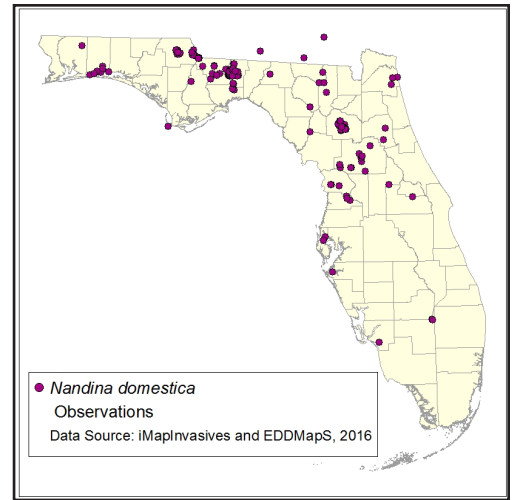 Nandina domestica
Observations
Data Source: iMapInvasives and EDDMapS, 2016